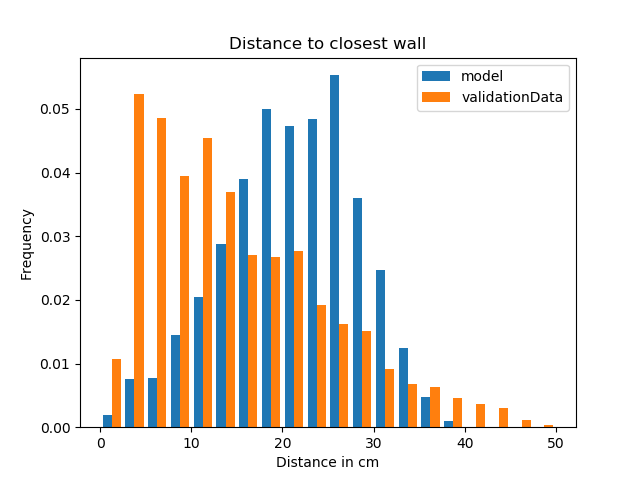 Distance to closest wall
model
validationData
0.05
0.04
0.03
0.02
0.01
0.00
Frequency
0 10 20 30 40 50
Distance in cm